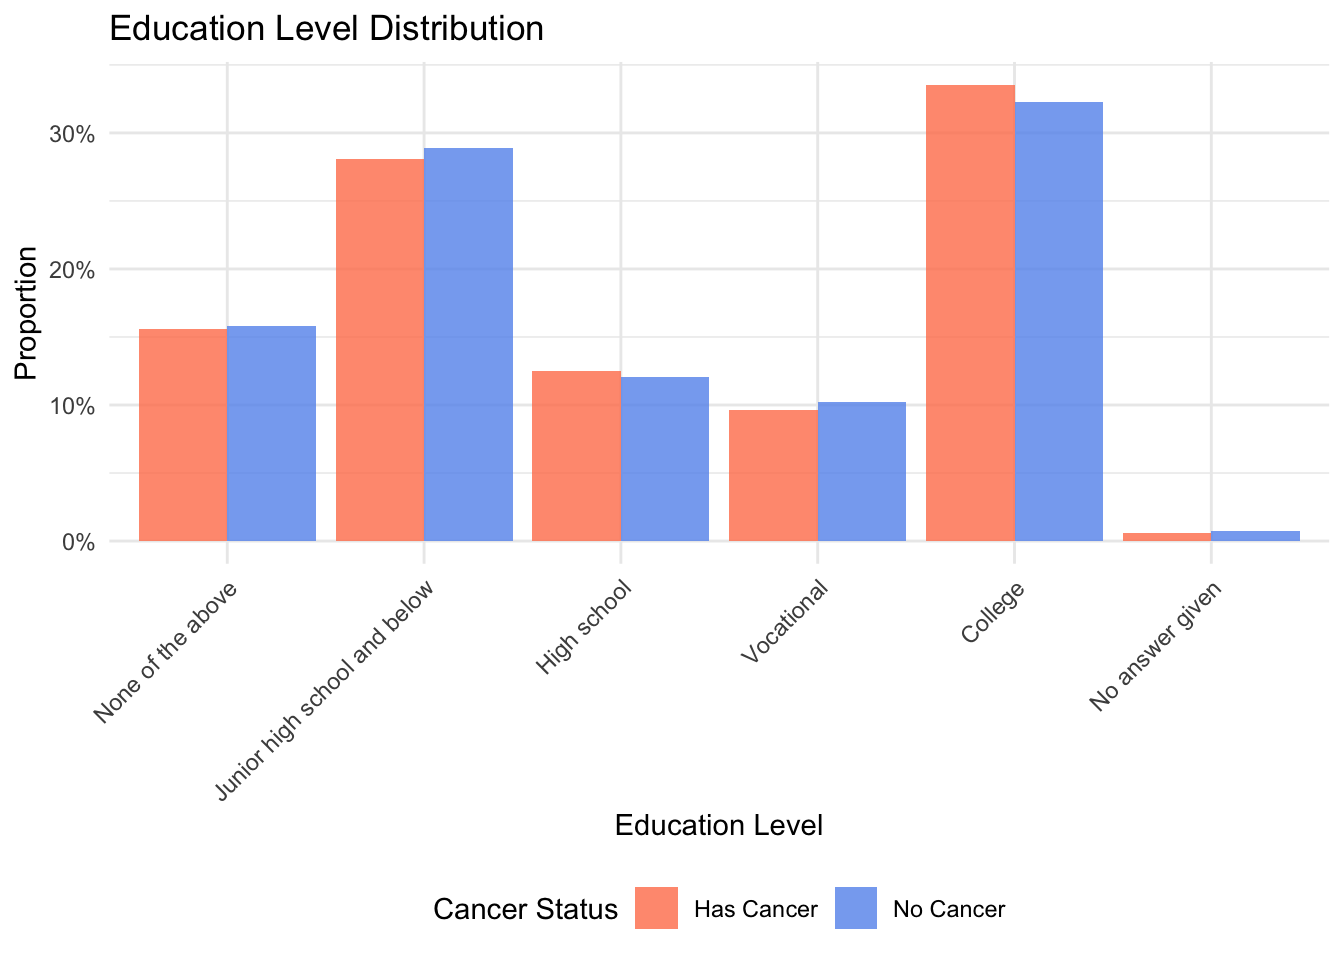 Education Level Distribution
30%
20%
10%
0%
Proportion
None of the above
Junior high school and below
High school
Vocational
College
No answer given
Education Level
Cancer Status
Has Cancer
No Cancer